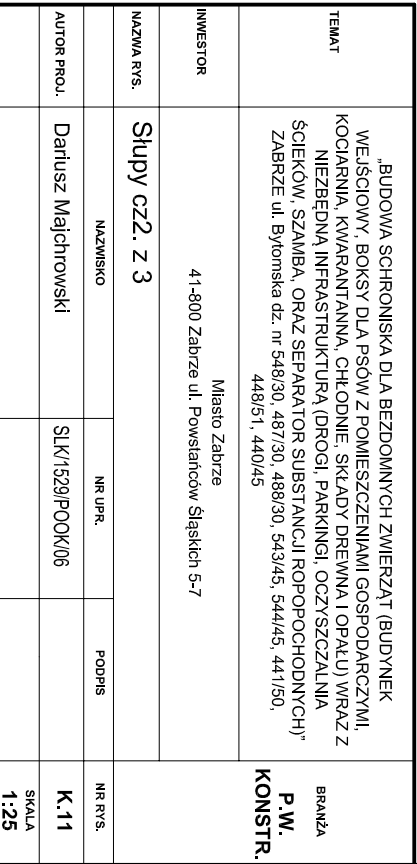 TEMAT
„BUDOWA SCHRONISKA DLA BEZDOMNYCH ZWIERZĄT (BUDYNEK
WEJŚCIOWY, BOKSY DLA PSÓW Z POMIESZCZENIAMI GOSPODARCZYMI,
KOCIARNIA, KWARANTANNA, CHŁODNIE, SKŁADY DREWNA I OPAŁU) WRAZ Z
NIEZBĘDNĄ INFRASTRUKTURĄ (DROGI, PARKINGI, OCZYSZCZALNIA
ŚCIEKÓW, SZAMBA, ORAZ SEPARATOR SUBSTANCJI ROPOPOCHODNYCH)”
ZABRZE ul. Bytomska dz. nr 548/30, 487/30, 488/30, 543/45, 544/45, 441/50,
448/51, 440/45
BRANŻA
P.W.
KONSTR.
INWESTOR
Miasto Zabrze
41-800 Zabrze ul. Powstańców Śląskich 5-7
NAZWA RYS.
Słupy cz2. z 3
NAZWISKO
NR UPR.
PODPIS
NR RYS.
AUTOR PROJ.
Dariusz Majchrowski
SLK/1529/POOK/06
K.11
SKALA
1:25